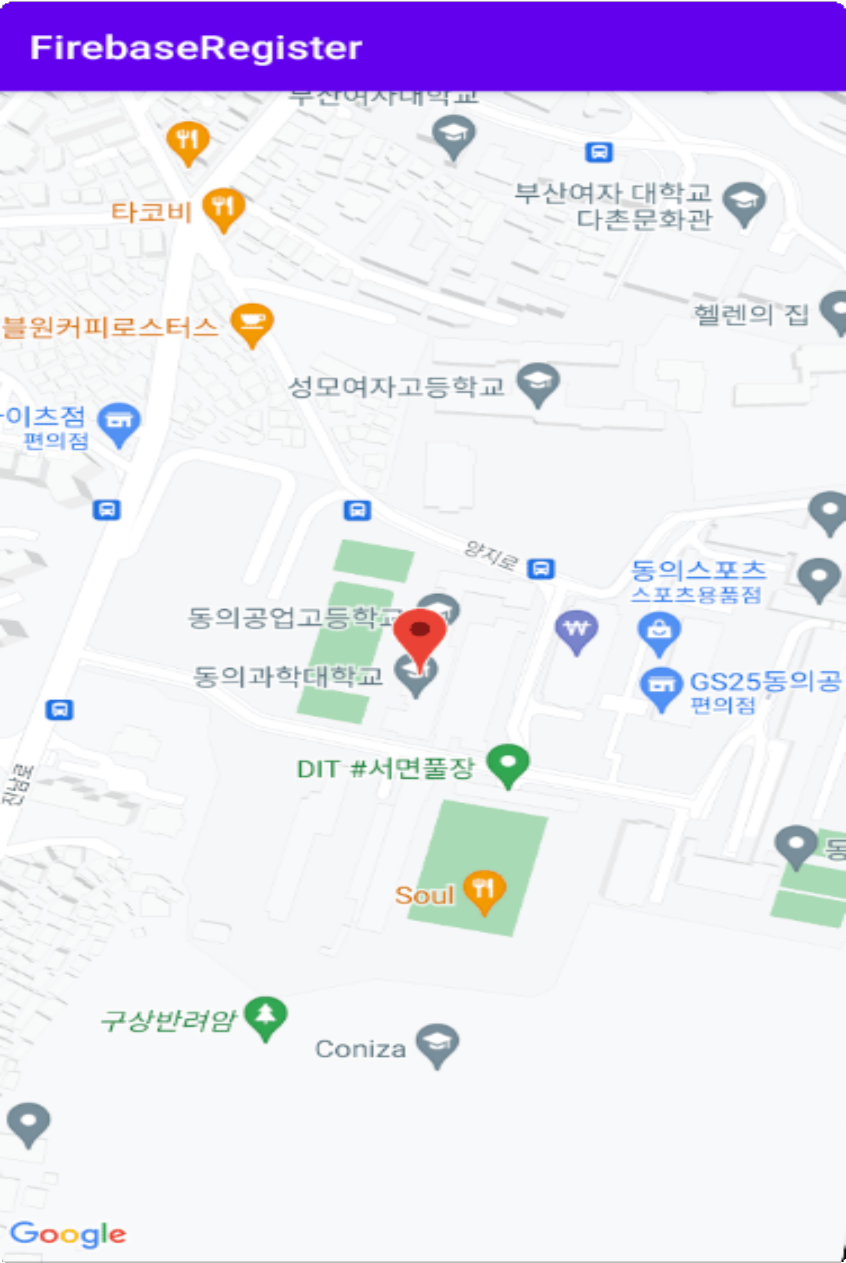 FirebaseRegister
부산여자대학교
부산여자 대학교
다촌문화관
타코비
헬렌의 집
블원커피로스터스
성모여자고등학교
이츠점
편의점
양지로
동의스포츠
스포츠용품점
동의공업고등학교
동의과학대학교
GS25동의공
편의점
DIT #서면풀장
진남로
동
Soul
구상반려암
Coniza
Google